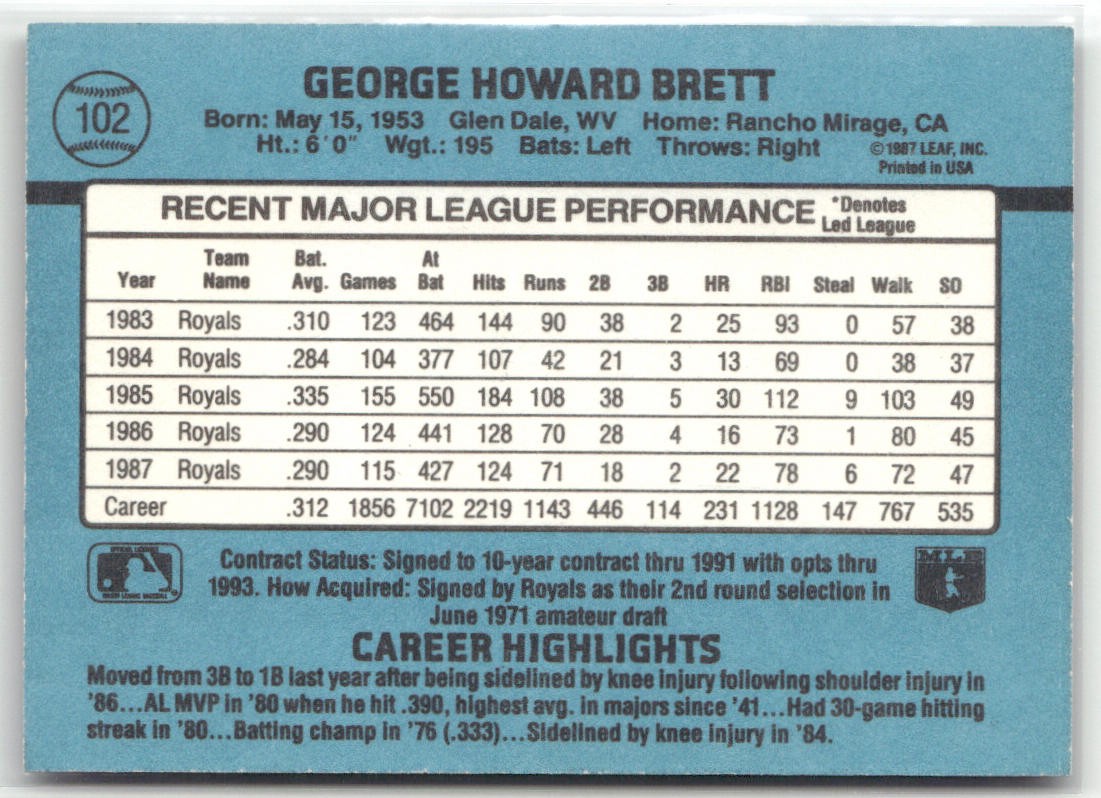 GEORGE HOWARD BRETT
102
Born: May 15, 1953 Glen Dale, WV Home: Rancho Mirage, CA
Ht.: 6'0" Wgt.: 195 Bats: Left Throws: Right
©1987 LEAF, INC.
Printed in USA
RECENT MAJOR LEAGUE PERFORMANCE *Denotes
Led League
Year Team Name Bat. Avg. Games At Bat Hits Runs 2B 3B HR RBI Steal Walk SO
1983 Royals .310 123 464 144 90 38 2 25 93 0 57 38
1984 Royals .284 104 377 107 42 21 3 13 69 0 38 37
1985 Royals .335 155 550 184 108 38 5 30 112 9 103 49
1986 Royals .290 124 441 128 70 28 4 16 73 1 80 45
1987 Royals .290 115 427 124 71 18 2 22 78 6 72 47
Career .312 1856 7102 2219 1143 446 114 231 1128 147 767 535
Contract Status: Signed to 10-year contract thru 1991 with opts thru
1993. How Acquired: Signed by Royals as their 2nd round selection in
June 1971 amateur draft
MLB
CAREER HIGHLIGHTS
Moved from 3B to 1B last year after being sidelined by knee injury following shoulder injury in
'86...AL MVP in '80 when he hit .390, highest avg. in majors since '41...Had 30-game hitting
streak in '80...Batting champ in '76 (.333)...Sidelined by knee injury in '84.